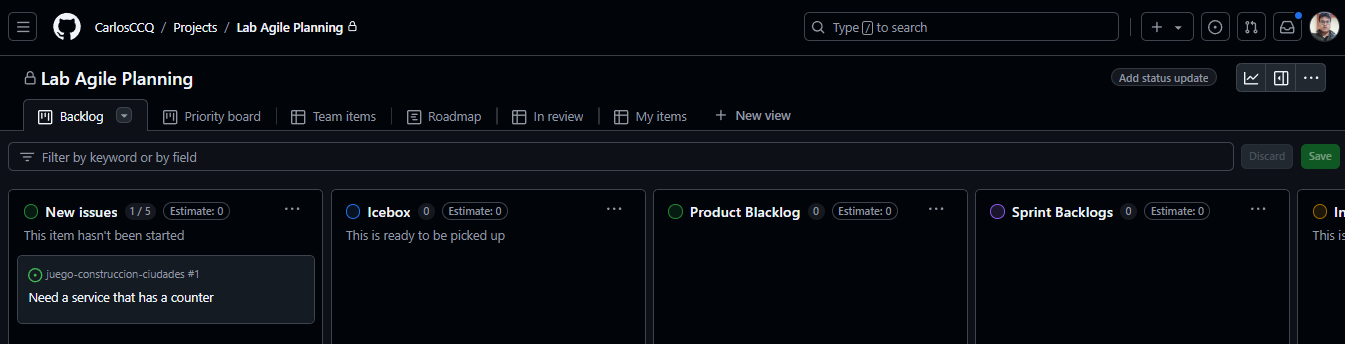 CarlosCCQ / Projects / Lab Agile Planning
Type / to search
Lab Agile Planning
Add status update
Backlog
Priority board
Team items
Roadmap
In review
My items
+ New view
Filter by keyword or by field
Discard
Save
New issues 1 / 5 Estimate: 0
This item hasn't been started
juego-construccion-ciudades #1
Need a service that has a counter
Icebox 0 Estimate: 0
This is ready to be picked up
Product Blacklog 0 Estimate: 0
Sprint Backlogs 0 Estimate: 0
In
This is